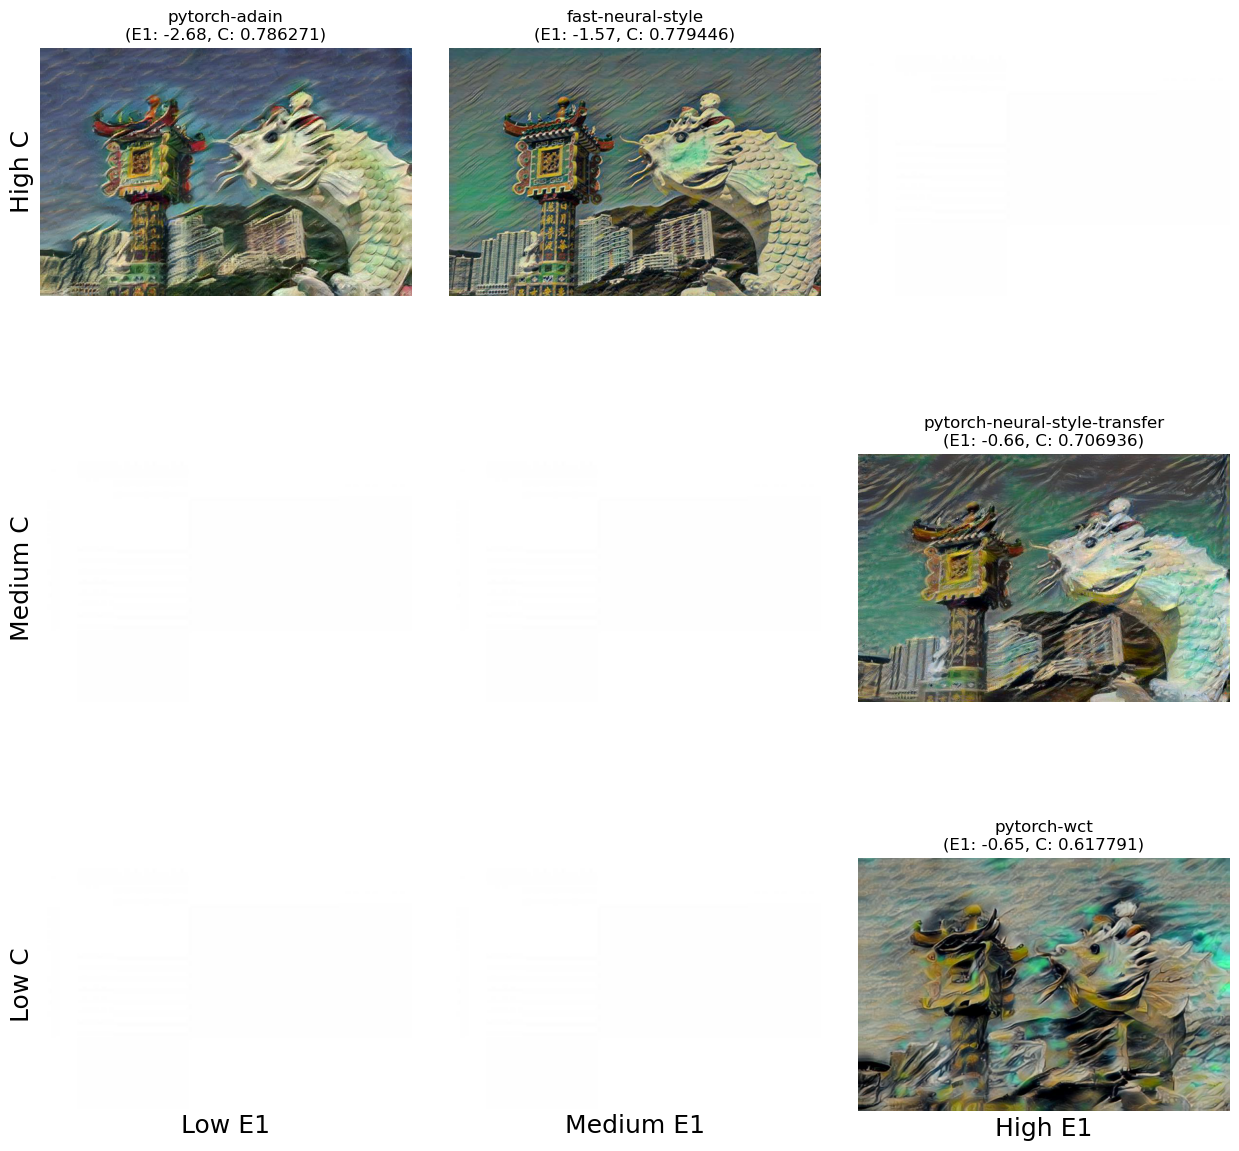 pytorch-adain
(E1: -2.68, C: 0.786271)
fast-neural-style
(E1: -1.57, C: 0.779446)
High C
pytorch-neural-style-transfer
(E1: -0.66, C: 0.706936)
Medium C
pytorch-wct
(E1: -0.65, C: 0.617791)
Low C
Low E1
Medium E1
High E1